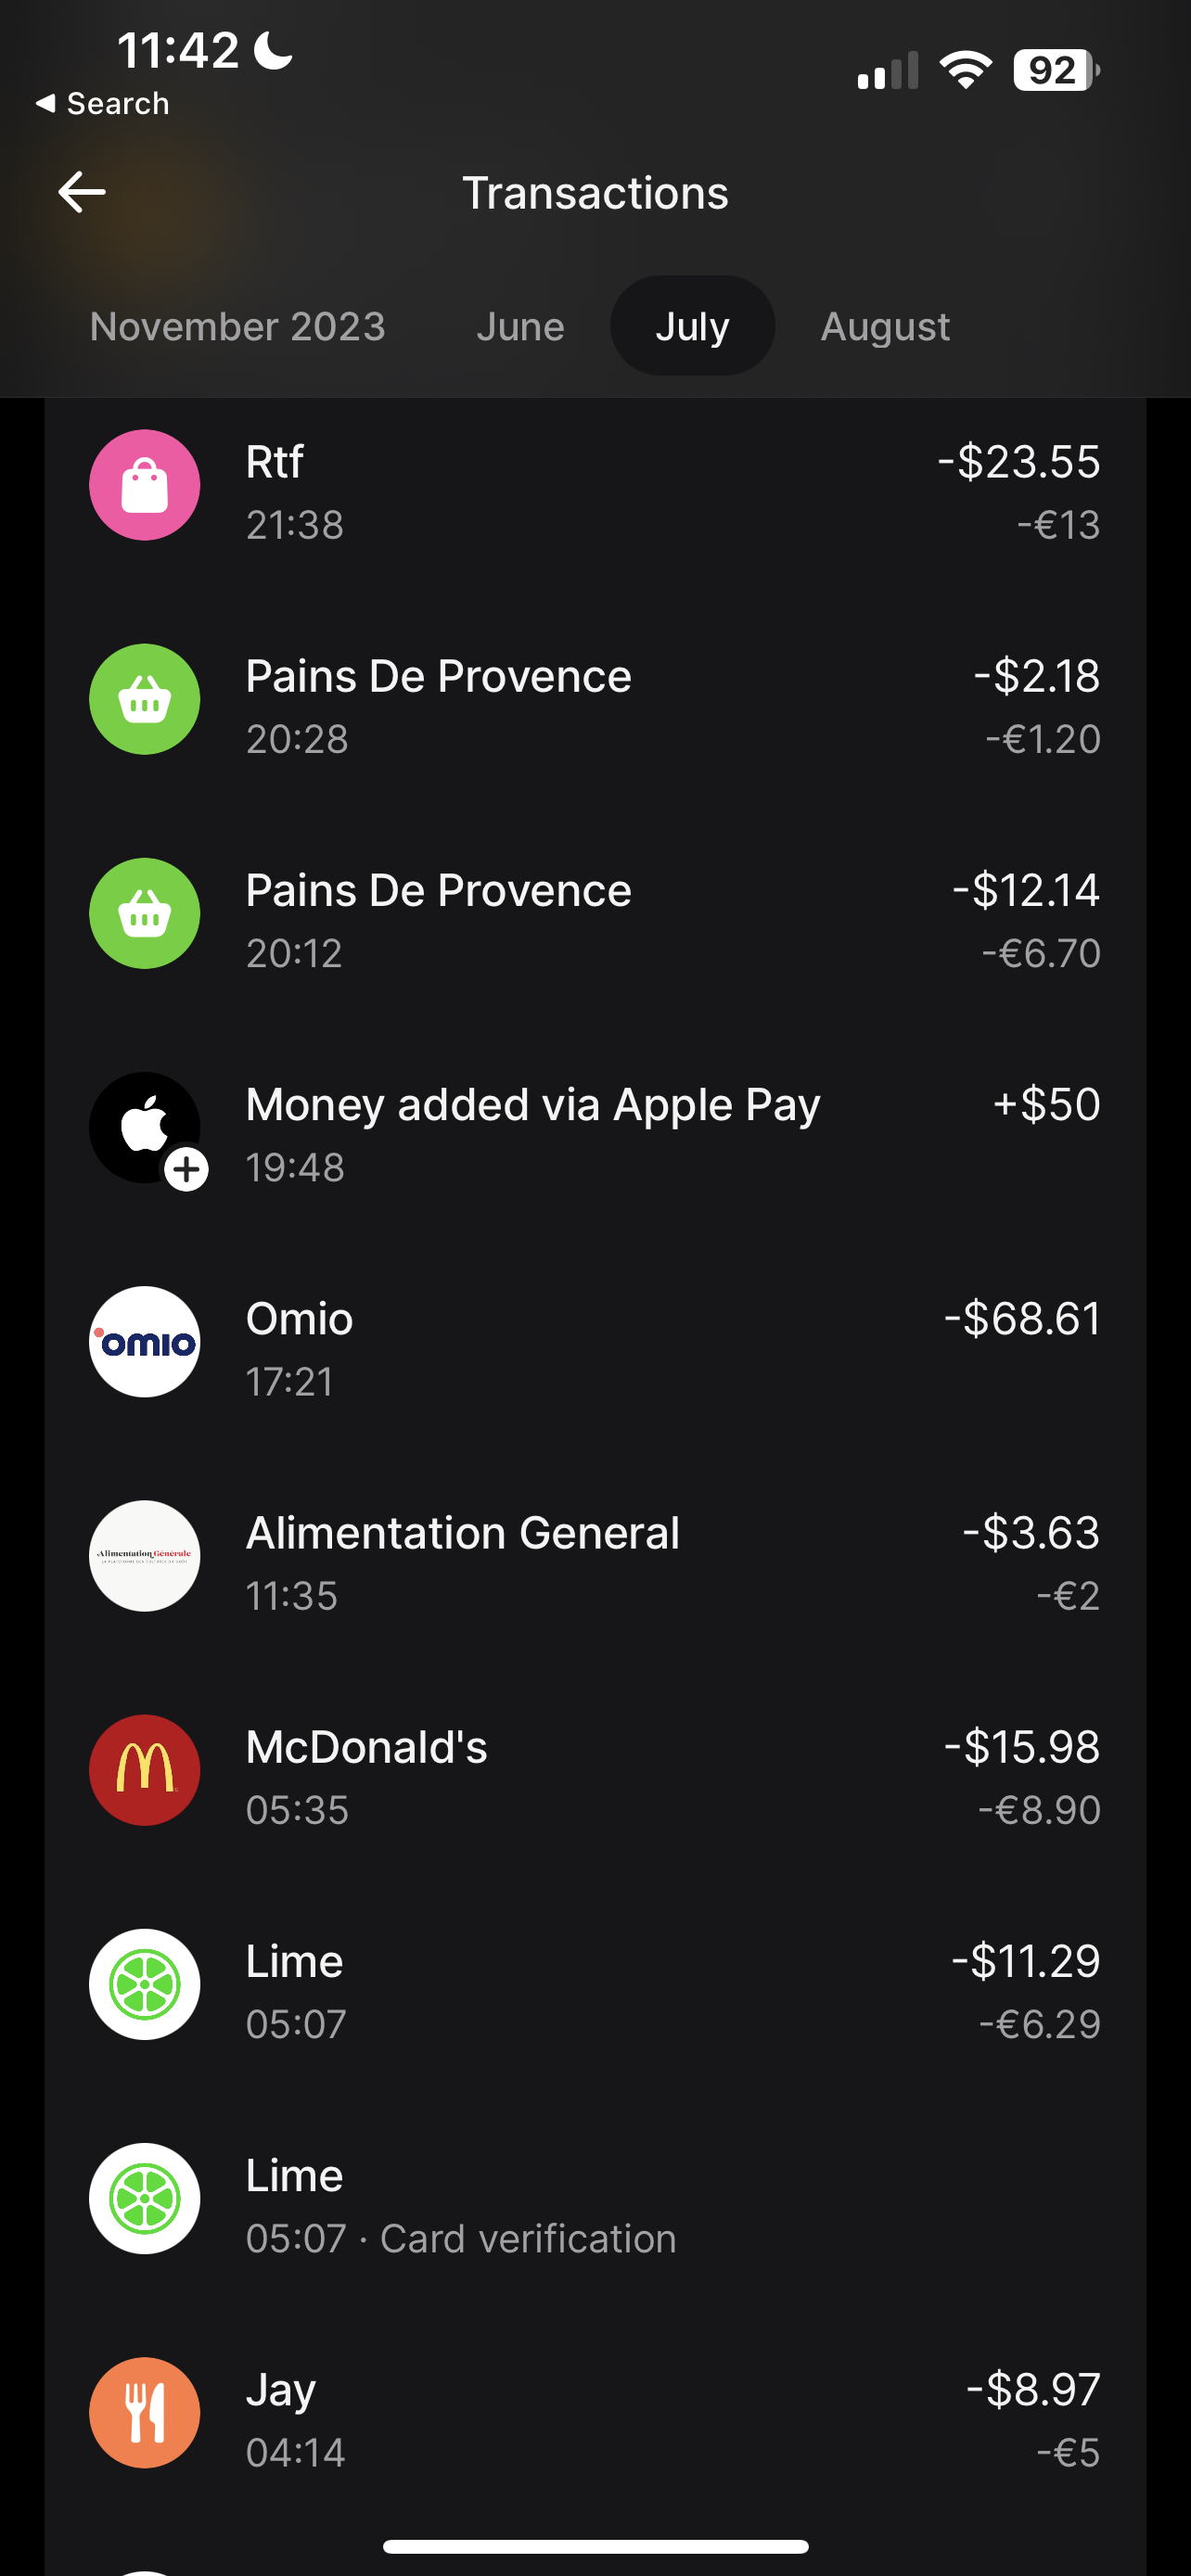 11:42
92
Search
Transactions
November 2023 June July August
Rtf -$23.55
21:38 -€13
Pains De Provence -$2.18
20:28 -€1.20
Pains De Provence -$12.14
20:12 -€6.70
Money added via Apple Pay +$50
19:48
omio
Omio -$68.61
17:21
Alimentation Générale
Alimentation General -$3.63
11:35 -€2
McDonald's -$15.98
05:35 -€8.90
Lime -$11.29
05:07 -€6.29
Lime
05:07 · Card verification
Jay -$8.97
04:14 -€5